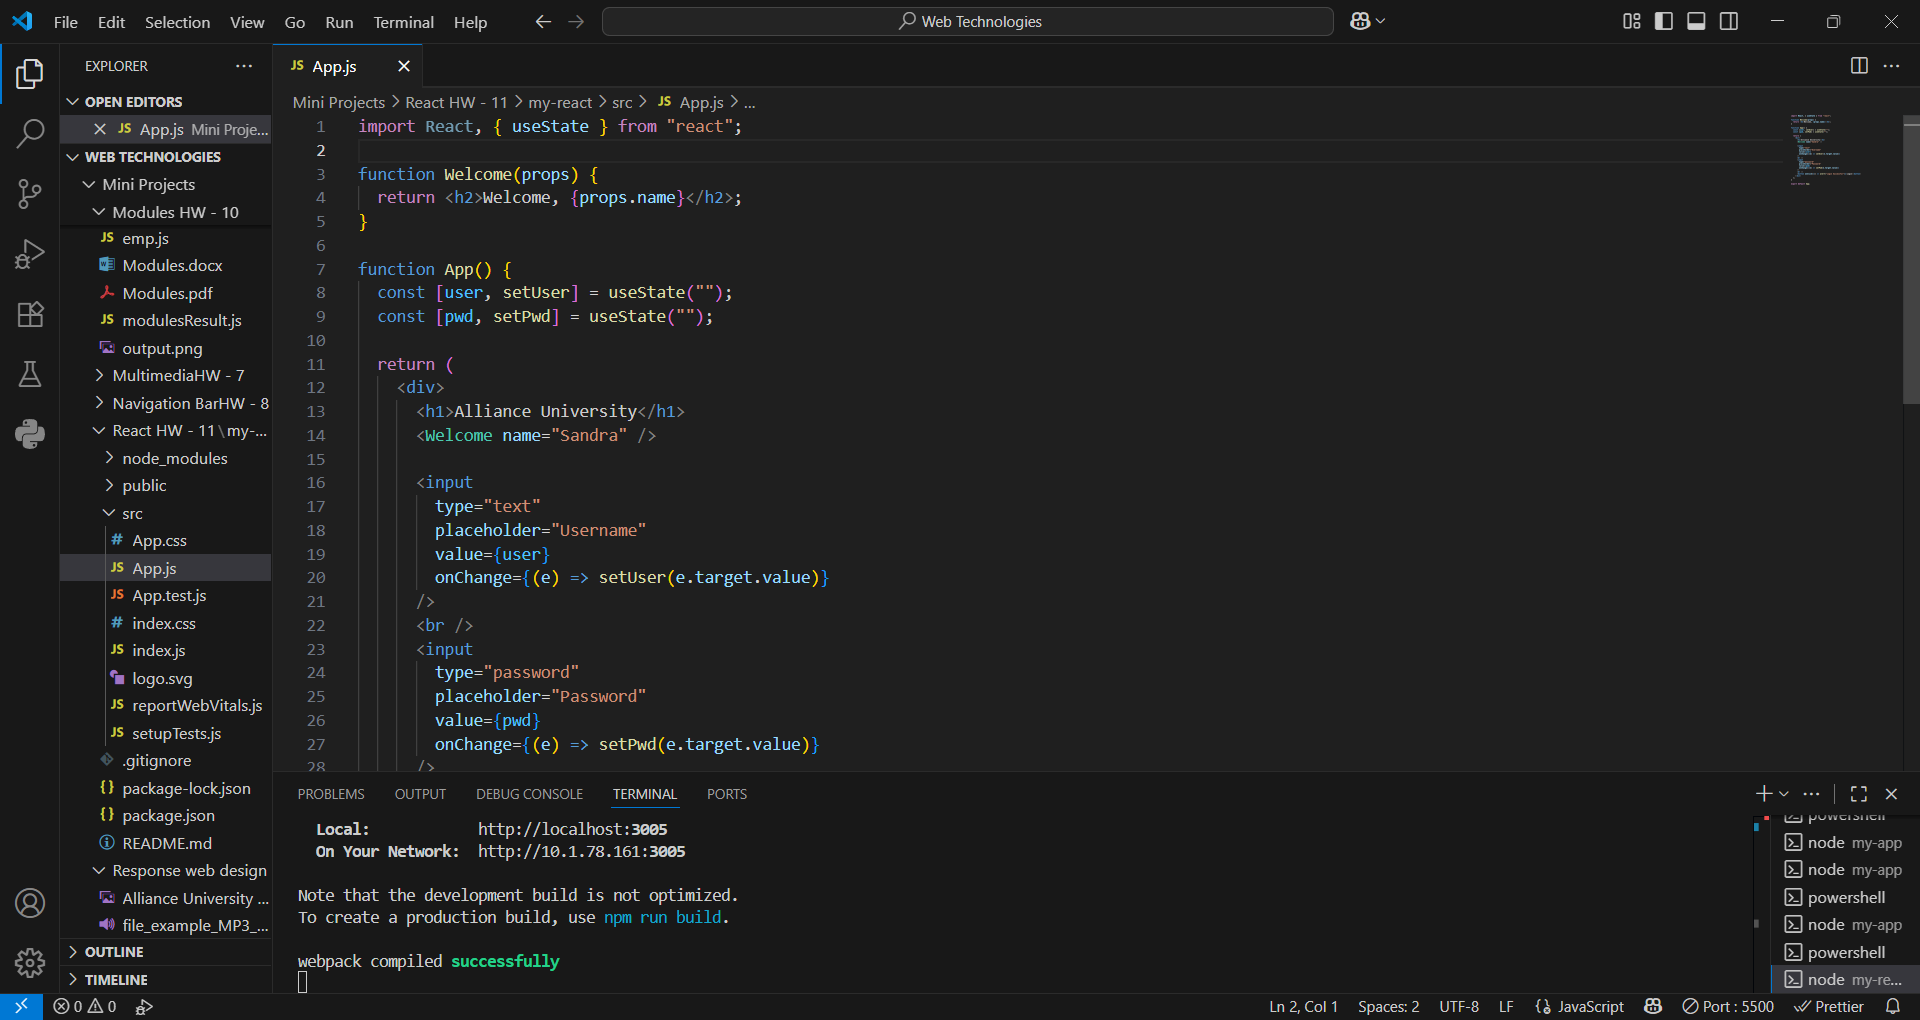 File Edit Selection View Go Run Terminal Help
Web Technologies
EXPLORER
OPEN EDITORS
JS App.js Mini Proje...
WEB TECHNOLOGIES
Mini Projects
Modules HW - 10
JS emp.js
Modules.docx
Modules.pdf
JS modulesResult.js
output.png
MultimediaHW - 7
Navigation BarHW - 8
React HW - 11\my-...
node_modules
public
src
# App.css
JS App.js
JS App.test.js
# index.css
JS index.js
logo.svg
JS reportWebVitals.js
JS setupTests.js
.gitignore
{} package-lock.json
{} package.json
README.md
Response web design
Alliance University ...
file_example_MP3_...
OUTLINE
TIMELINE
JS App.js
Mini Projects > React HW - 11 > my-react > src > JS App.js > ...
1 import React, { useState } from "react";
2
3 function Welcome(props) {
4 return <h2>Welcome, {props.name}</h2>;
5 }
6
7 function App() {
8 const [user, setUser] = useState("");
9 const [pwd, setPwd] = useState("");
10
11 return (
12 <div>
13 <h1>Alliance University</h1>
14 <Welcome name="Sandra" />
15
16 <input
17 type="text"
18 placeholder="Username"
19 value={user}
20 onChange={(e) => setUser(e.target.value)}
21 />
22 <br />
23 <input
24 type="password"
25 placeholder="Password"
26 value={pwd}
27 onChange={(e) => setPwd(e.target.value)}
28 />
PROBLEMS OUTPUT DEBUG CONSOLE TERMINAL PORTS
Local: http://localhost:3005
On Your Network: http://10.1.78.161:3005
Note that the development build is not optimized.
To create a production build, use npm run build.
webpack compiled successfully
powershell
node my-app
node my-app
powershell
node my-app
powershell
node my-re...
0 0
Ln 2, Col 1 Spaces: 2 UTF-8 LF {} JavaScript Port : 5500 Prettier